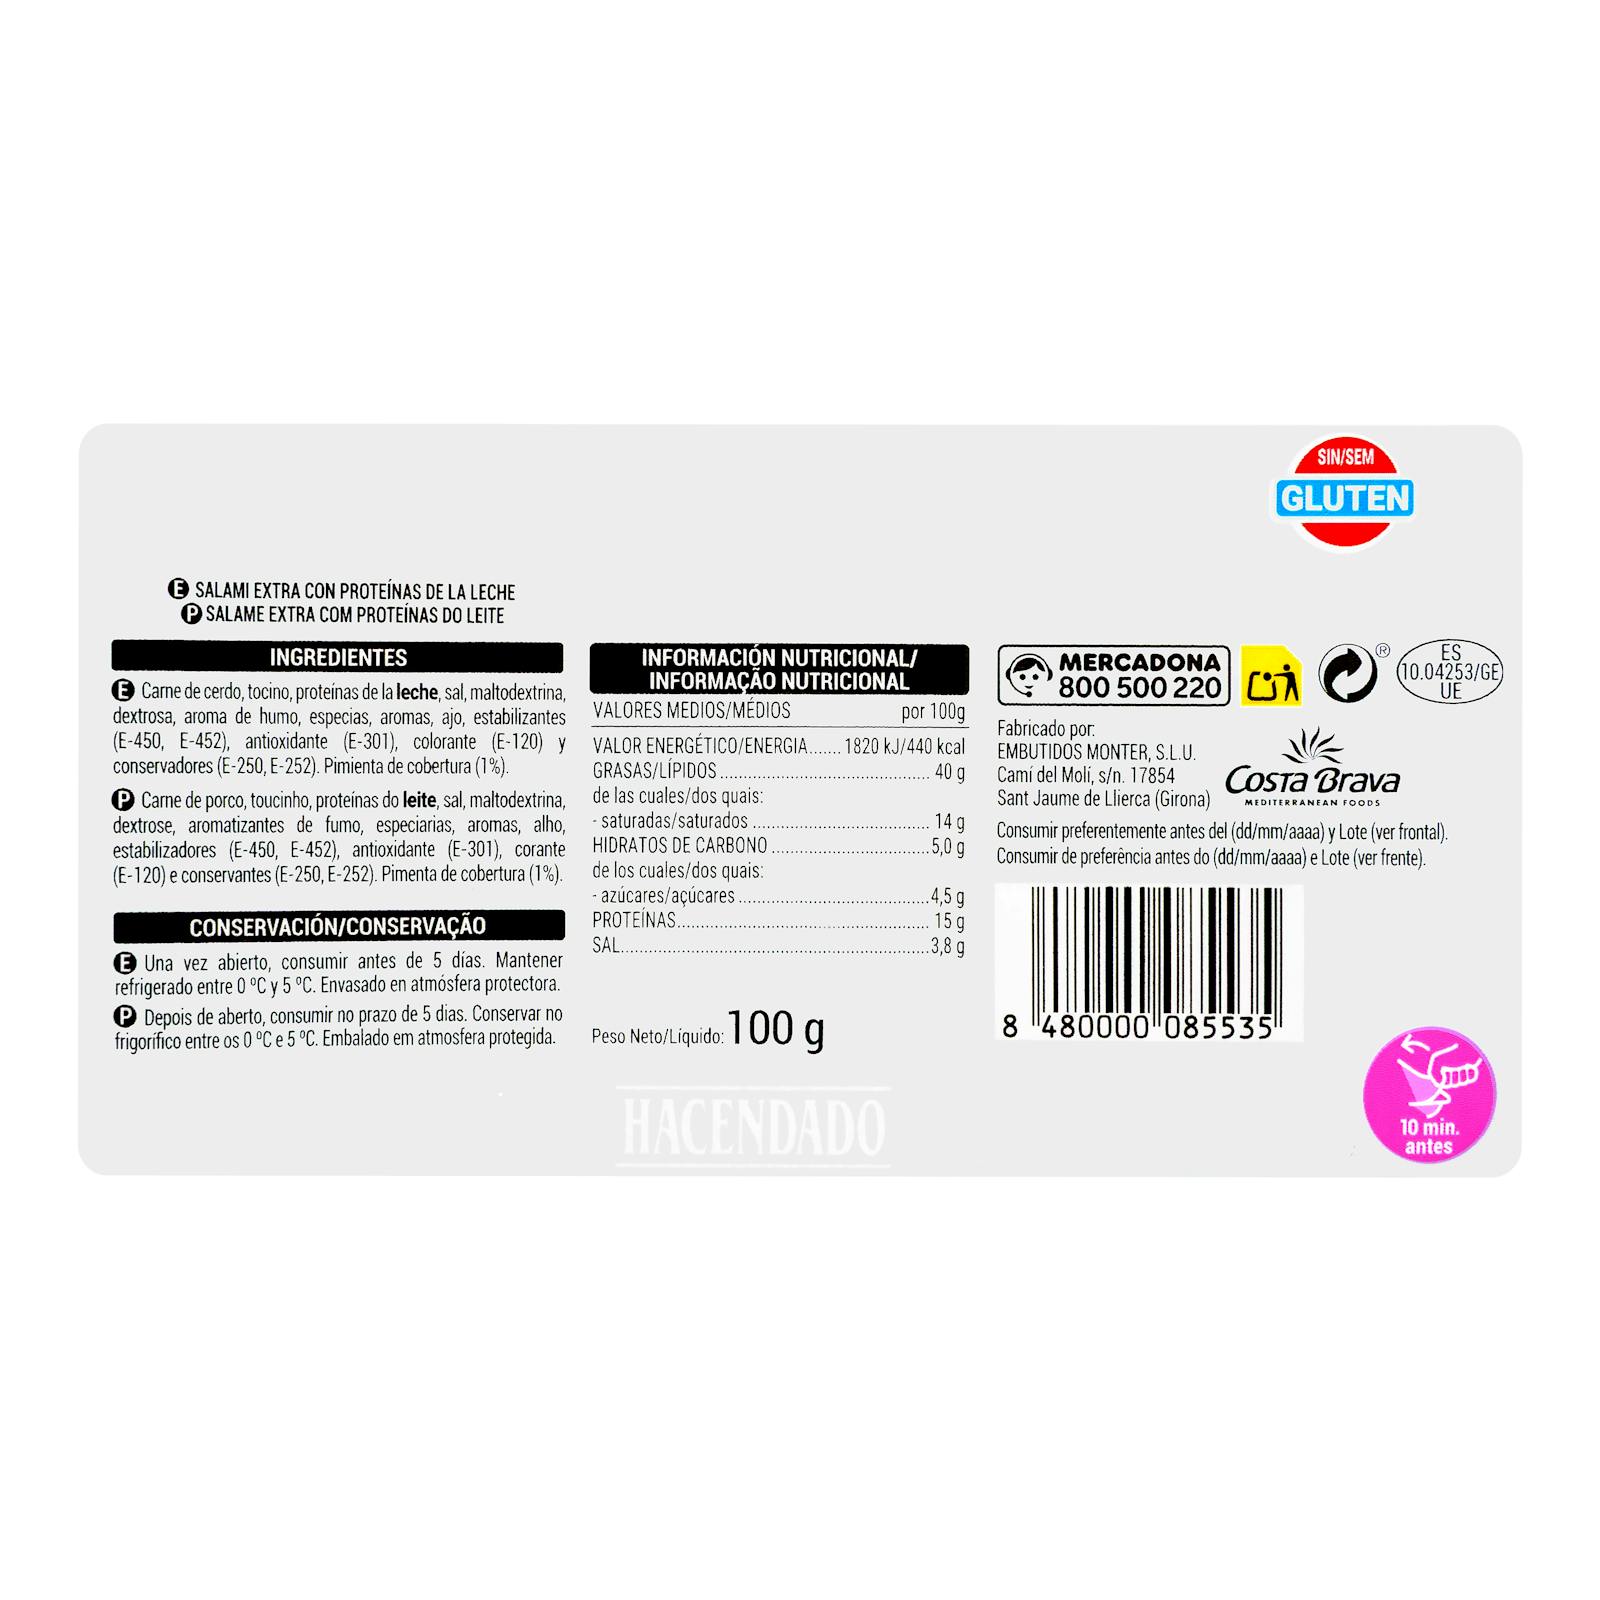 SIN/SEM
GLUTEN
E SALAMI EXTRA CON PROTEÍNAS DE LA LECHE
P SALAME EXTRA COM PROTEÍNAS DO LEITE
INGREDIENTES
E Carne de cerdo, tocino, proteínas de la leche, sal, maltodextrina,
dextrosa, aroma de humo, especias, aromas, ajo, estabilizantes
(E-450, E-452), antioxidante (E-301), colorante (E-120) y
conservadores (E-250, E-252). Pimienta de cobertura (1%).
P Carne de porco, toucinho, proteínas do leite, sal, maltodextrina,
dextrose, aromatizantes de fumo, especiarias, aromas, alho,
estabilizadores (E-450, E-452), antioxidante (E-301), corante
(E-120) e conservantes (E-250, E-252). Pimenta de cobertura (1%).
CONSERVACIÓN/CONSERVAÇÃO
E Una vez abierto, consumir antes de 5 días. Mantener
refrigerado entre 0 ºC y 5 ºC. Envasado en atmósfera protectora.
P Depois de aberto, consumir no prazo de 5 dias. Conservar no
frigorífico entre os 0 ºC e 5 ºC. Embalado em atmosfera protegida.
INFORMACIÓN NUTRICIONAL/
INFORMAÇÃO NUTRICIONAL
VALORES MEDIOS/MÉDIOS por 100g
VALOR ENERGÉTICO/ENERGIA....... 1820 kJ/440 kcal
GRASAS/LÍPIDOS .......................................... 40 g
de las cuales/dos quais:
- saturadas/saturados .................................... 14 g
HIDRATOS DE CARBONO ................................5,0 g
de los cuales/dos quais:
- azúcares/açúcares ......................................4,5 g
PROTEÍNAS.................................................. 15 g
SAL..............................................................3,8 g
Peso Neto/Líquido: 100 g
HACENDADO
MERCADONA
800 500 220
®
ES
10.04253/GE
UE
Fabricado por:
EMBUTIDOS MONTER, S.L.U.
Camí del Molí, s/n. 17854
Sant Jaume de Llierca (Girona)
Costa Brava
MEDITERRANEAN FOODS
Consumir preferentemente antes del (dd/mm/aaaa) y Lote (ver frontal).
Consumir de preferência antes do (dd/mm/aaaa) e Lote (ver frente).
8 480000 085535
10 min.
antes